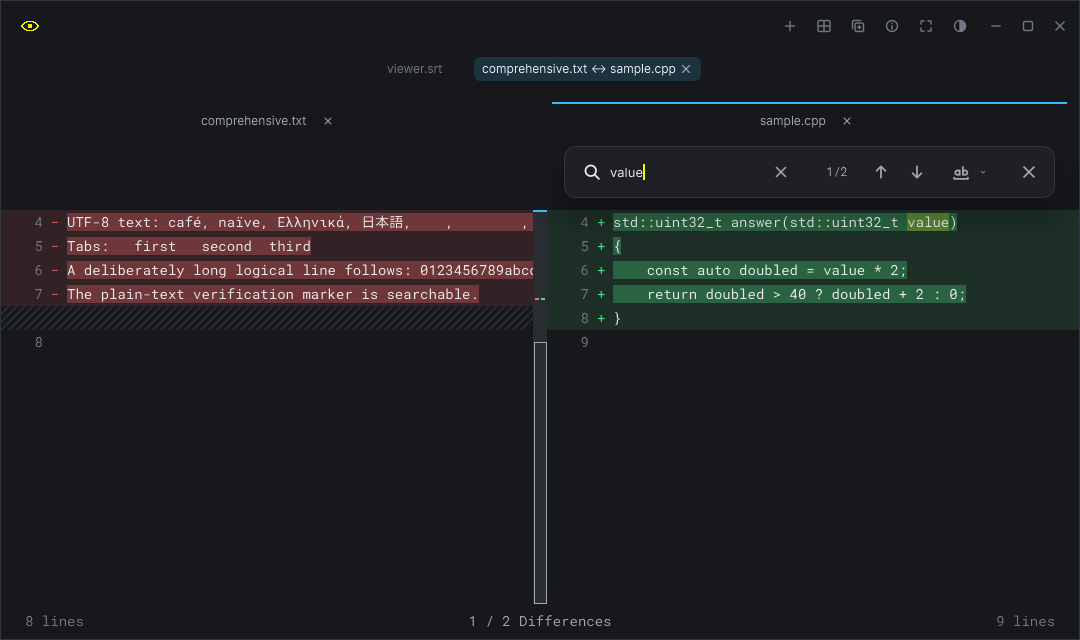 viewer.srt
comprehensive.txt ↔ sample.cpp
comprehensive.txt
sample.cpp
value
1/2
ab
4 - UTF-8 text: café, naïve, Ελληνικά, 日本語,    ,        ,
5 - Tabs:   first   second  third
6 - A deliberately long logical line follows: 0123456789abc
7 - The plain-text verification marker is searchable.
8
4 + std::uint32_t answer(std::uint32_t value)
5 + {
6 +     const auto doubled = value * 2;
7 +     return doubled > 40 ? doubled + 2 : 0;
8 + }
9
8 lines
1 / 2 Differences
9 lines